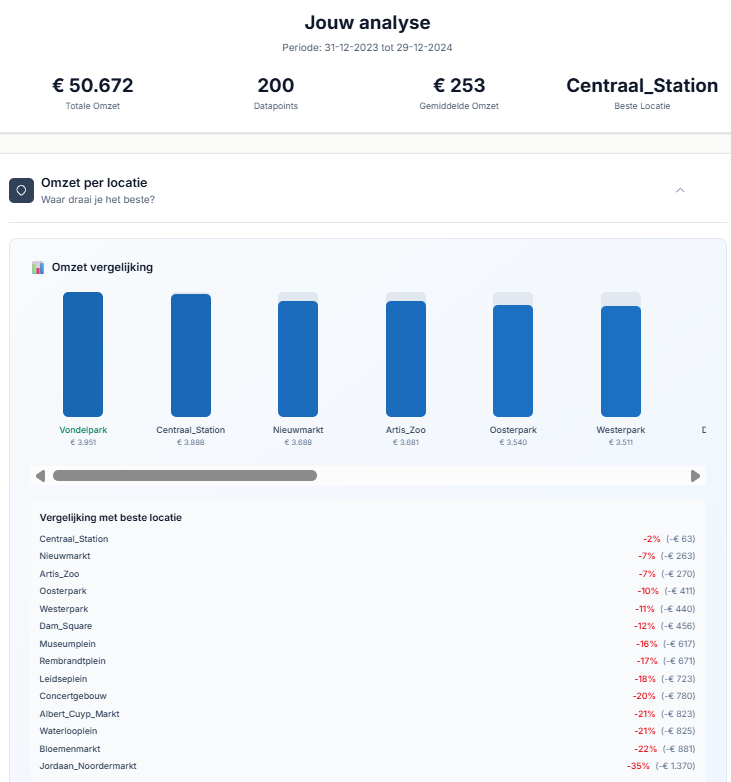 Jouw analyse
Periode: 31-12-2023 tot 29-12-2024
€ 50.672 200 € 253 Centraal_Station
Totale Omzet Datapoints Gemiddelde Omzet Beste Locatie
Omzet per locatie
Waar draai je het beste?
Omzet vergelijking
Vondelpark Centraal_Station Nieuwmarkt Artis_Zoo Oosterpark Westerpark D
€ 3.951 € 3.888 € 3.688 € 3.681 € 3.540 € 3.511
Vergelijking met beste locatie
Centraal_Station -2% (-€ 63)
Nieuwmarkt -7% (-€ 263)
Artis_Zoo -7% (-€ 270)
Oosterpark -10% (-€ 411)
Westerpark -11% (-€ 440)
Dam_Square -12% (-€ 456)
Museumplein -16% (-€ 617)
Rembrandtplein -17% (-€ 671)
Leidseplein -18% (-€ 723)
Concertgebouw -20% (-€ 780)
Albert_Cuyp_Markt -21% (-€ 823)
Waterlooplein -21% (-€ 825)
Bloemenmarkt -22% (-€ 881)
Jordaan_Noordermarkt -35% (-€ 1.370)